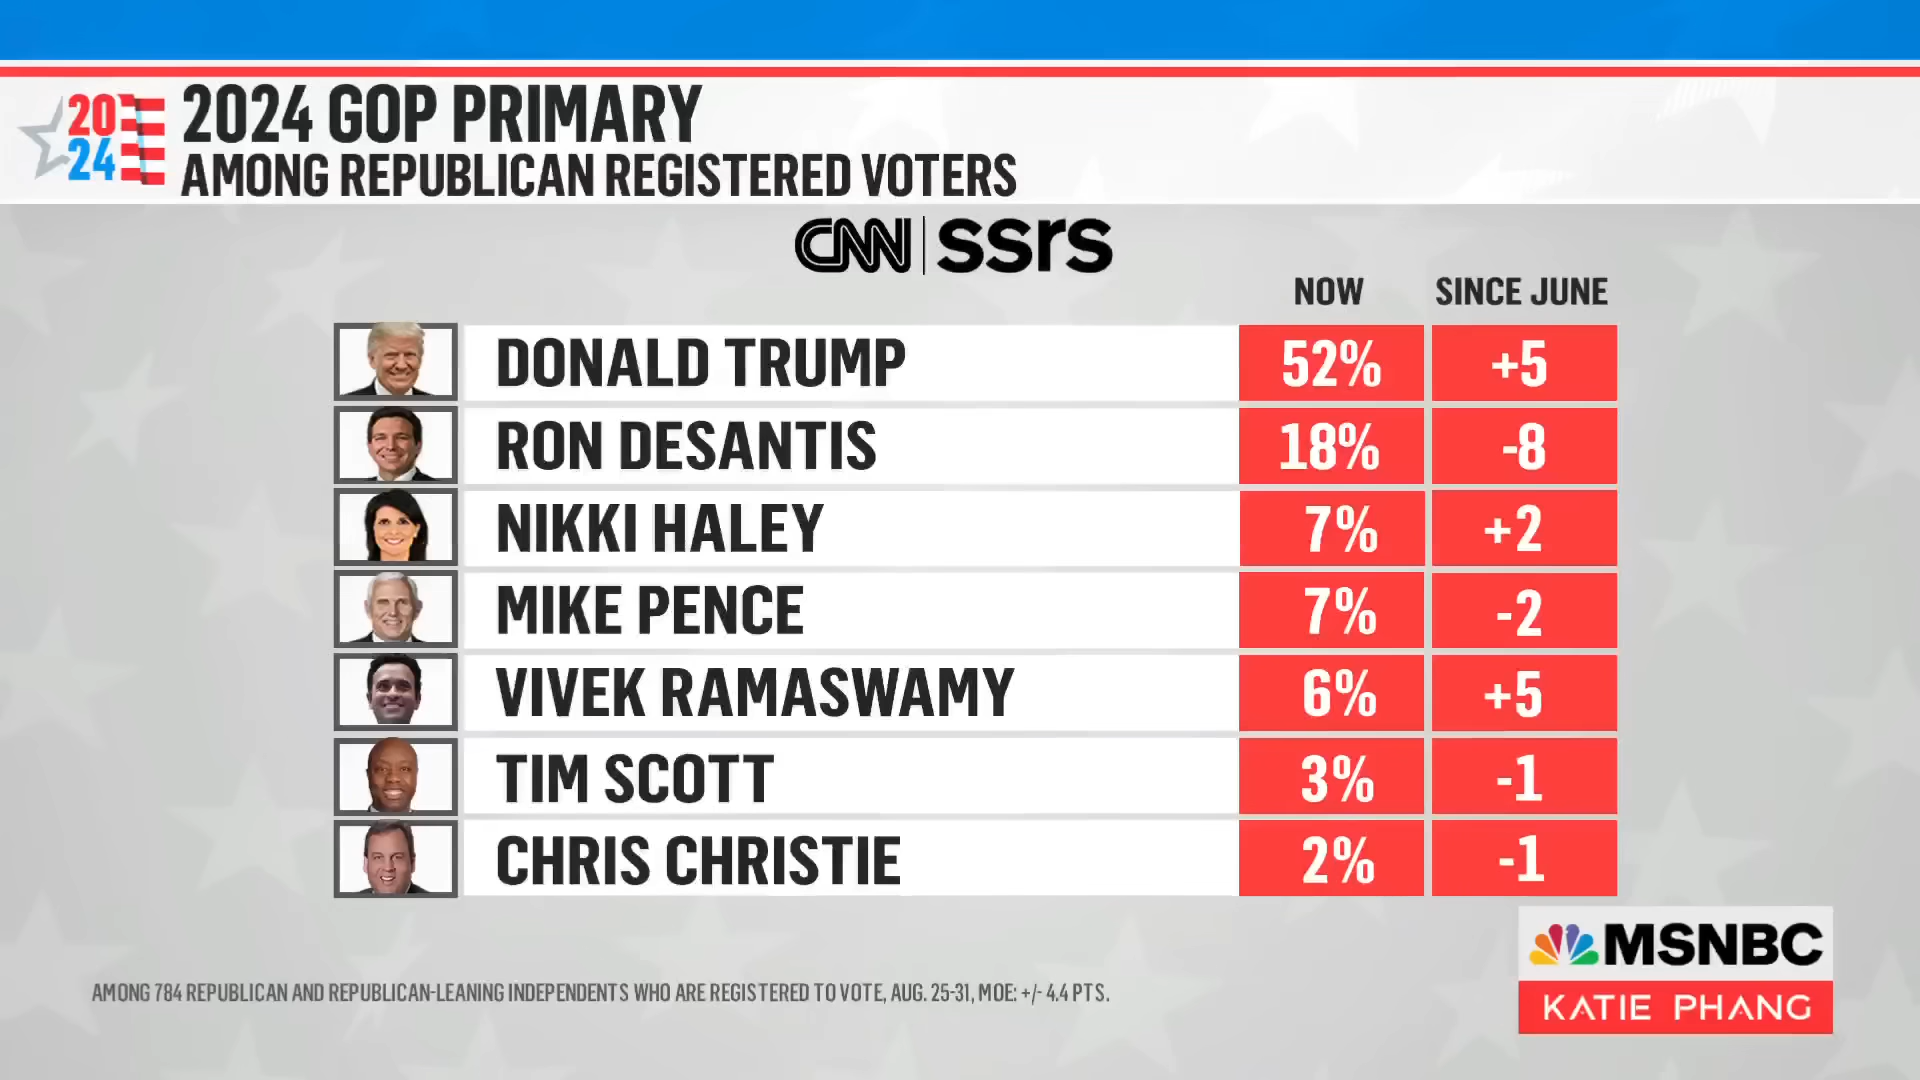 20
24
2024 GOP PRIMARY
AMONG REPUBLICAN REGISTERED VOTERS
CNN | ssrs
NOW SINCE JUNE
DONALD TRUMP 52% +5
RON DESANTIS 18% -8
NIKKI HALEY 7% +2
MIKE PENCE 7% -2
VIVEK RAMASWAMY 6% +5
TIM SCOTT 3% -1
CHRIS CHRISTIE 2% -1
MSNBC
KATIE PHANG
AMONG 784 REPUBLICAN AND REPUBLICAN-LEANING INDEPENDENTS WHO ARE REGISTERED TO VOTE, AUG. 25-31, MOE: +/- 4.4 PTS.